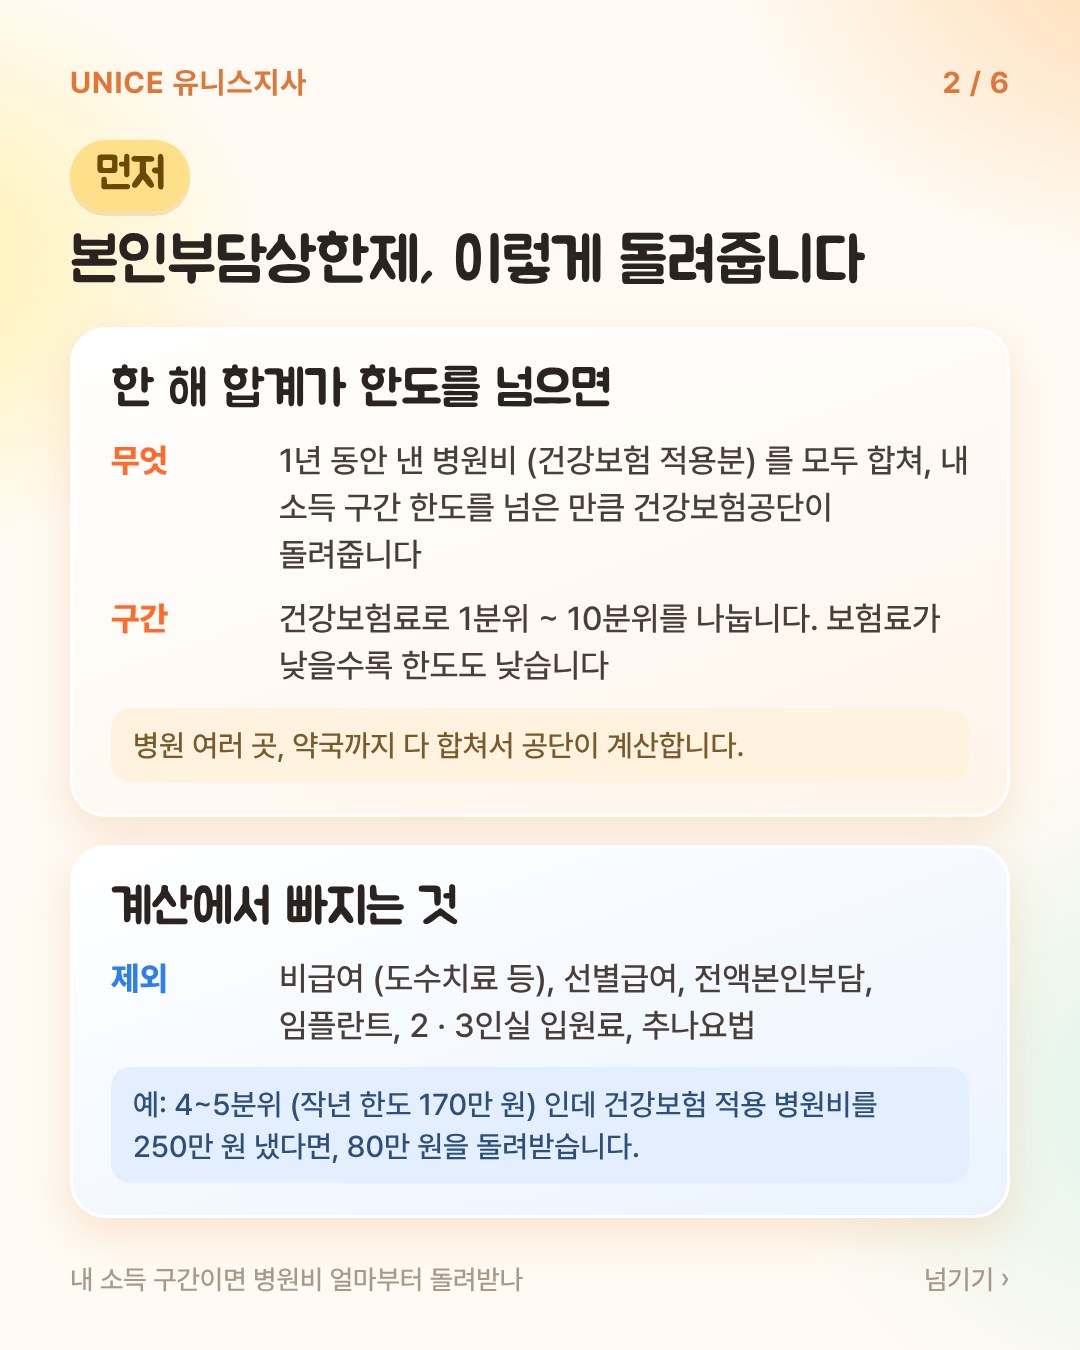 UNICE 유니스지사
2 / 6
먼저
본인부담상한제, 이렇게 돌려줍니다
한 해 합계가 한도를 넘으면
무엇
1년 동안 낸 병원비 (건강보험 적용분) 를 모두 합쳐, 내
소득 구간 한도를 넘은 만큼 건강보험공단이
돌려줍니다
구간
건강보험료로 1분위 ~ 10분위를 나눕니다. 보험료가
낮을수록 한도도 낮습니다
병원 여러 곳, 약국까지 다 합쳐서 공단이 계산합니다.
계산에서 빠지는 것
제외
비급여 (도수치료 등), 선별급여, 전액본인부담,
임플란트, 2 · 3인실 입원료, 추나요법
예: 4~5분위 (작년 한도 170만 원) 인데 건강보험 적용 병원비를
250만 원 냈다면, 80만 원을 돌려받습니다.
내 소득 구간이면 병원비 얼마부터 돌려받나
넘기기 ›